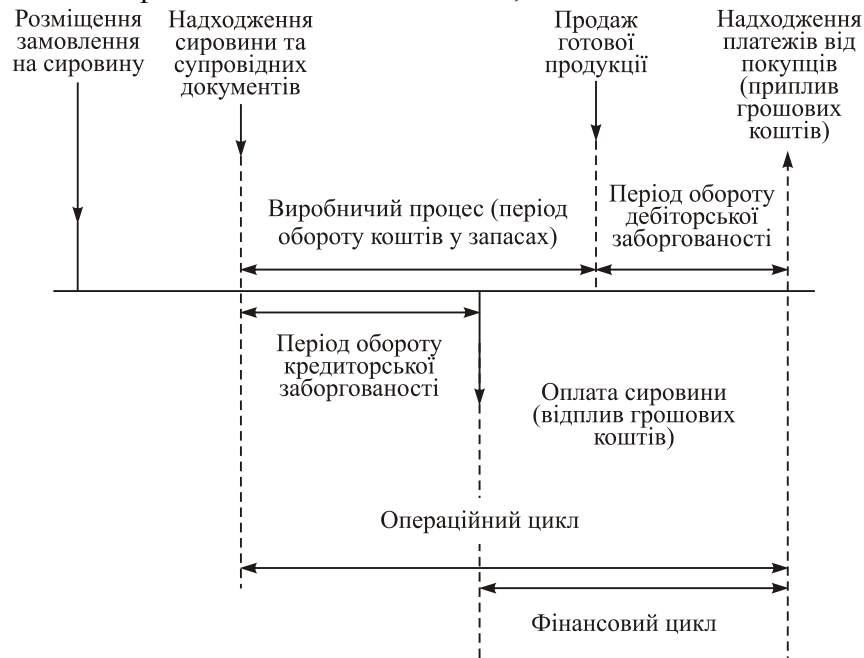 Розміщення
замовлення
на сировину
Надходження
сировини та
супровідних
документів
Продаж
готової
продукції
Надходження
платежів від
покупців
(приплив
грошових
коштів)
Виробничий процес (період
обороту коштів у запасах)
Період обороту
дебіторської
заборгованості
Період обороту
кредиторської
заборгованості
Оплата сировини
(відплив грошових
коштів)
Операційний цикл
Фінансовий цикл